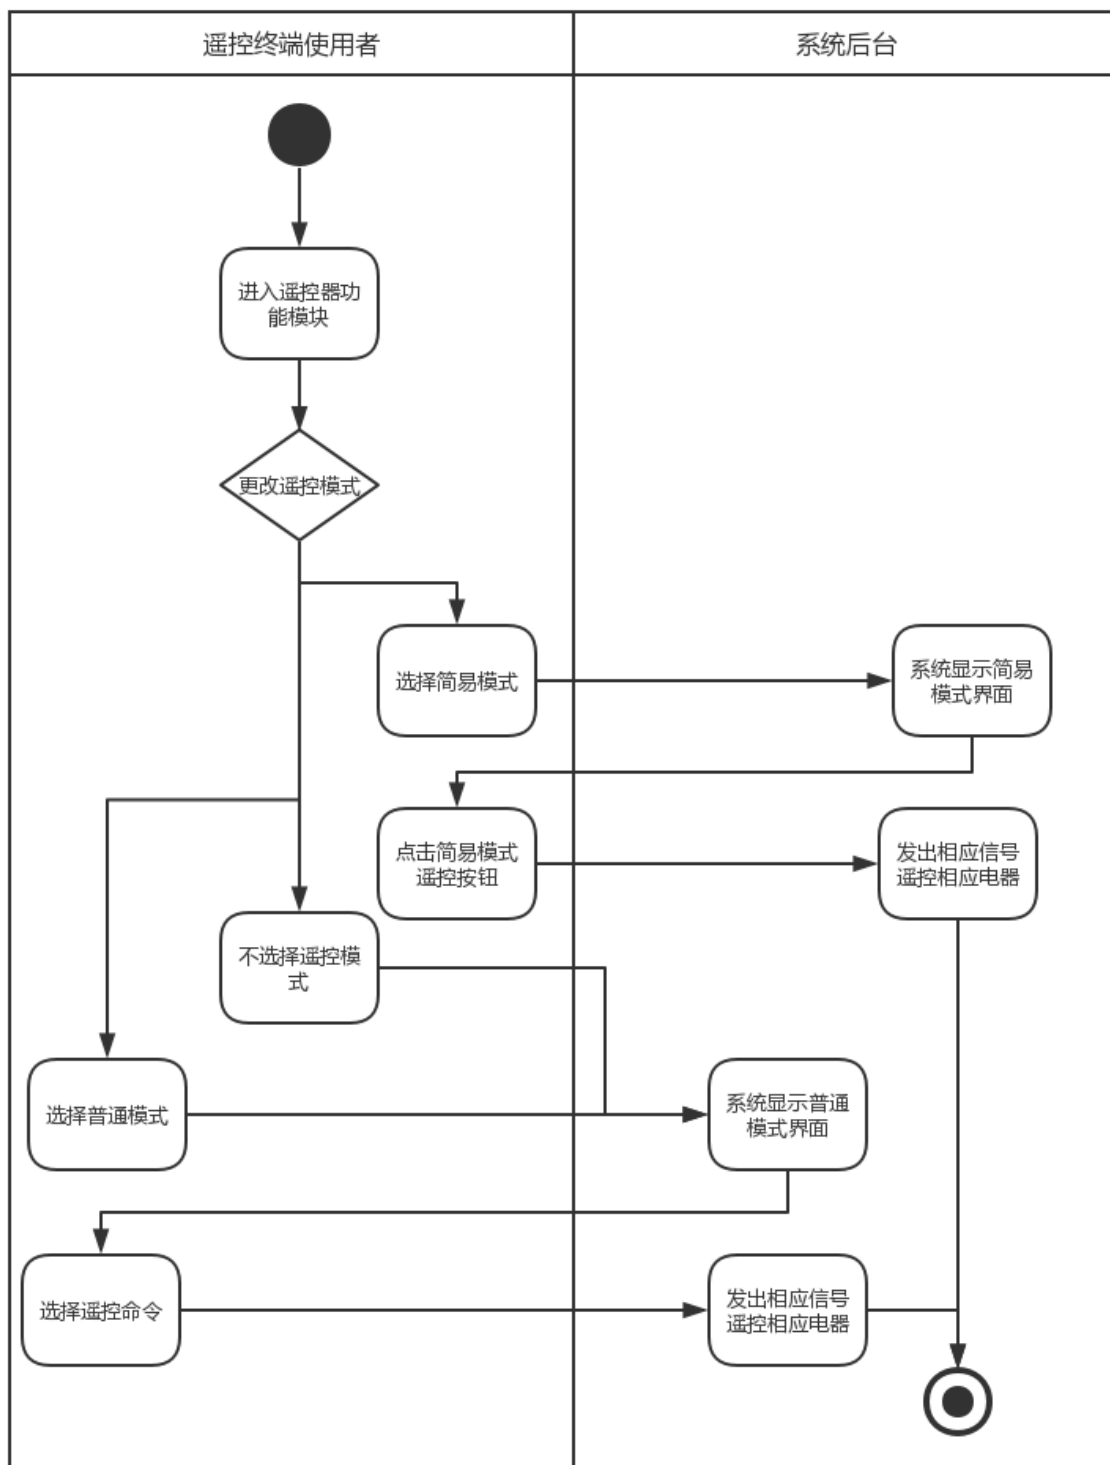 遥控终端使用者
系统后台
进入遥控器功
能模块
更改遥控模式
选择简易模式
系统显示简易
模式界面
点击简易模式
遥控按钮
发出相应信号
遥控相应电器
不选择遥控模
式
选择普通模式
系统显示普通
模式界面
选择遥控命令
发出相应信号
遥控相应电器